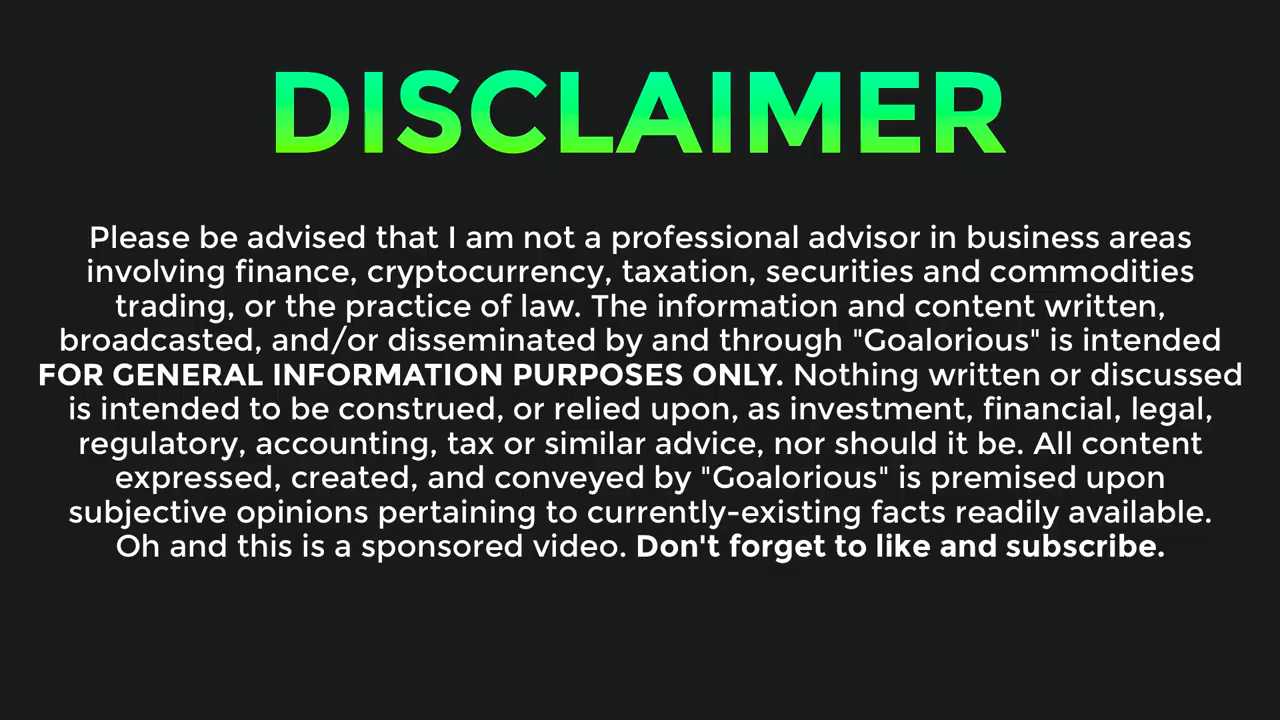 DISCLAIMER
Please be advised that I am not a professional advisor in business areas
involving finance, cryptocurrency, taxation, securities and commodities
trading, or the practice of law. The information and content written,
broadcasted, and/or disseminated by and through "Goalorious" is intended
FOR GENERAL INFORMATION PURPOSES ONLY. Nothing written or discussed
is intended to be construed, or relied upon, as investment, financial, legal,
regulatory, accounting, tax or similar advice, nor should it be. All content
expressed, created, and conveyed by "Goalorious" is premised upon
subjective opinions pertaining to currently-existing facts readily available.
Oh and this is a sponsored video. Don't forget to like and subscribe.